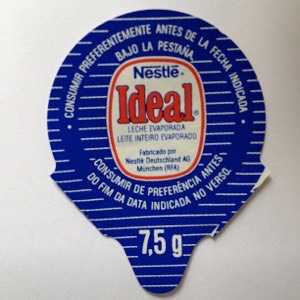 CONSUMIR PREFERENTEMENTE ANTES DE LA FECHA INDICADA
BAJO LA PESTAÑA.
Nestlé®
Ideal®
LECHE EVAPORADA
LEITE INTEIRO EVAPORADO
Fabricado por
Nestlé Deutschland AG
München (RFA)
CONSUMIR DE PREFERÊNCIA ANTES
DO FIM DA DATA INDICADA NO VERSO.
7,5 g